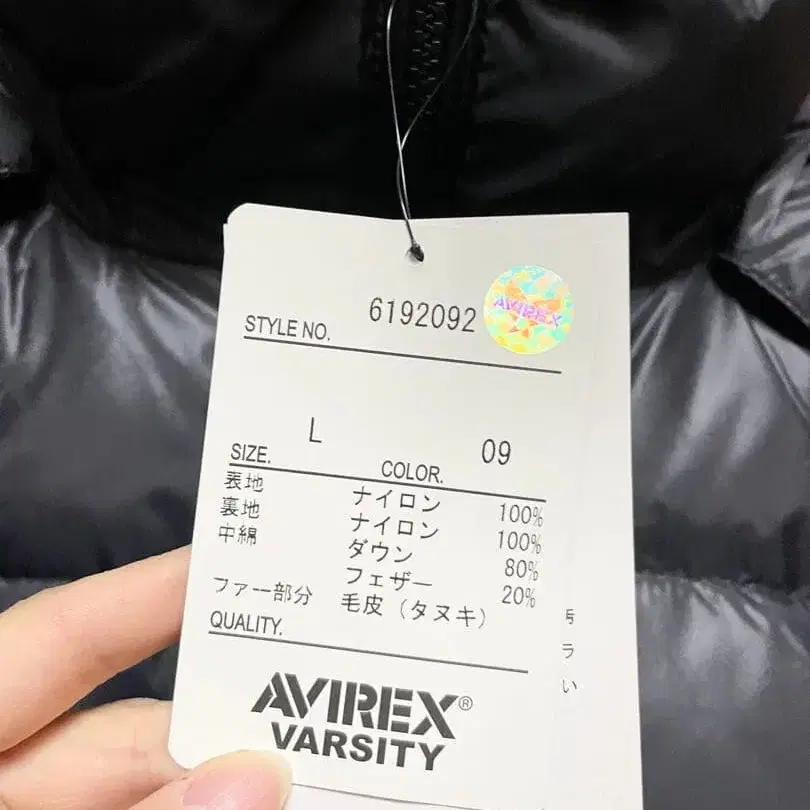 6192092
AVIREX
STYLE NO.
L
09
SIZE.
COLOR.
表地 ナイロン 100%
裏地 ナイロン 100%
中綿 ダウン 80%
フェザー 20%
ファー部分 毛皮（タヌキ）
QUALITY.
AVIREX®
VARSITY
ラ
い